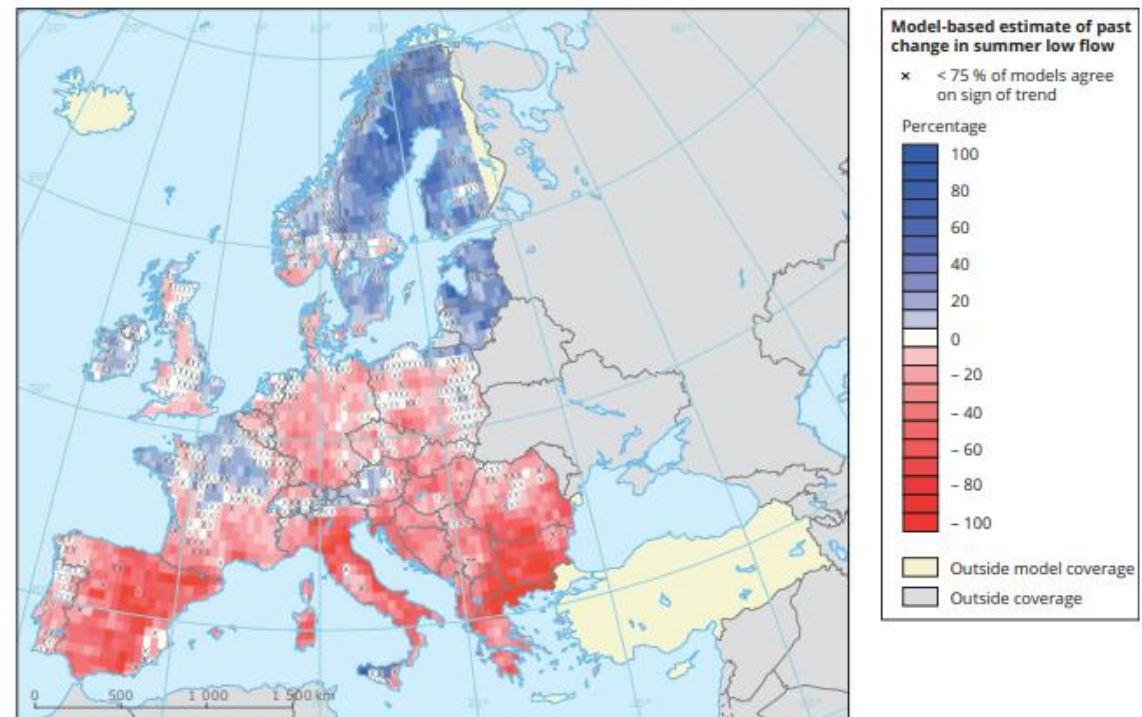 Model-based estimate of past
change in summer low flow
× < 75 % of models agree
on sign of trend
Percentage
100
80
60
40
20
0
– 20
– 40
– 60
– 80
– 100
Outside model coverage
Outside coverage
0 500 1 000 1 500 km